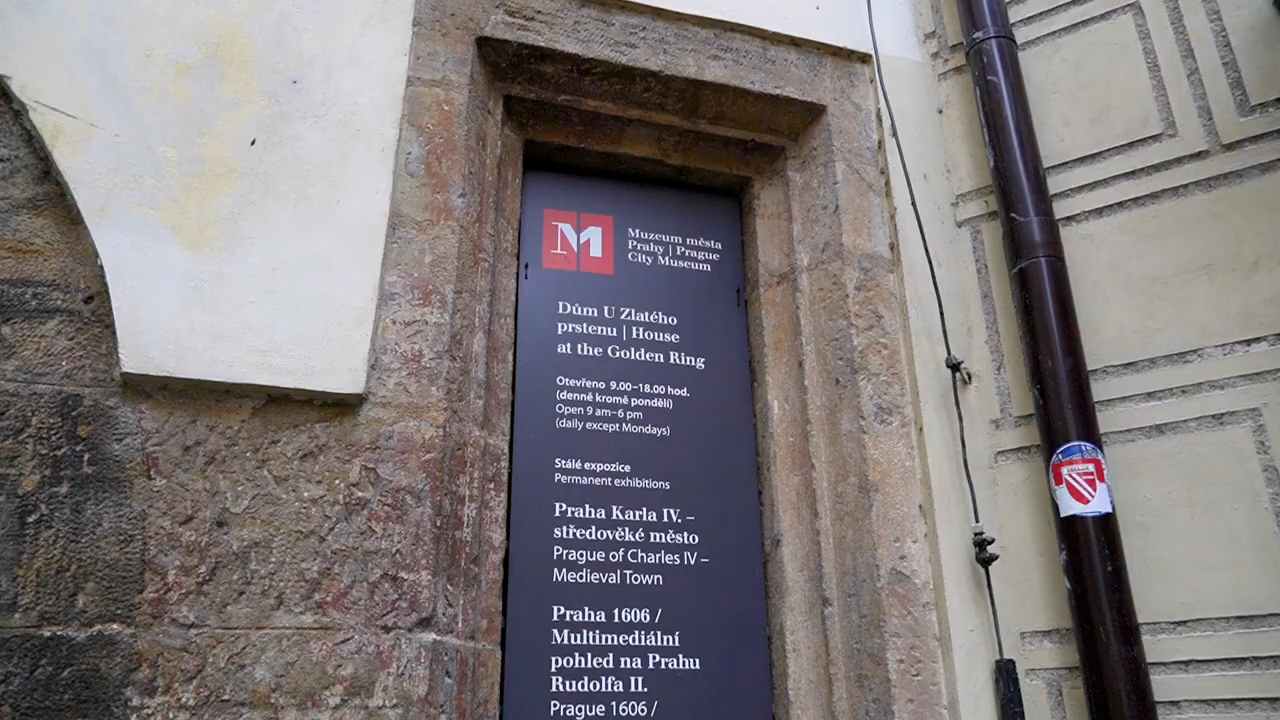 M
Muzeum města
Prahy | Prague
City Museum
Dům U Zlatého
prstenu | House
at the Golden Ring
Otevřeno 9.00–18.00 hod.
(denně kromě pondělí)
Open 9 am–6 pm
(daily except Mondays)
Stálé expozice
Permanent exhibitions
Praha Karla IV. –
středověké město
Prague of Charles IV –
Medieval Town
Praha 1606 /
Multimediální
pohled na Prahu
Rudolfa II.
Prague 1606 /